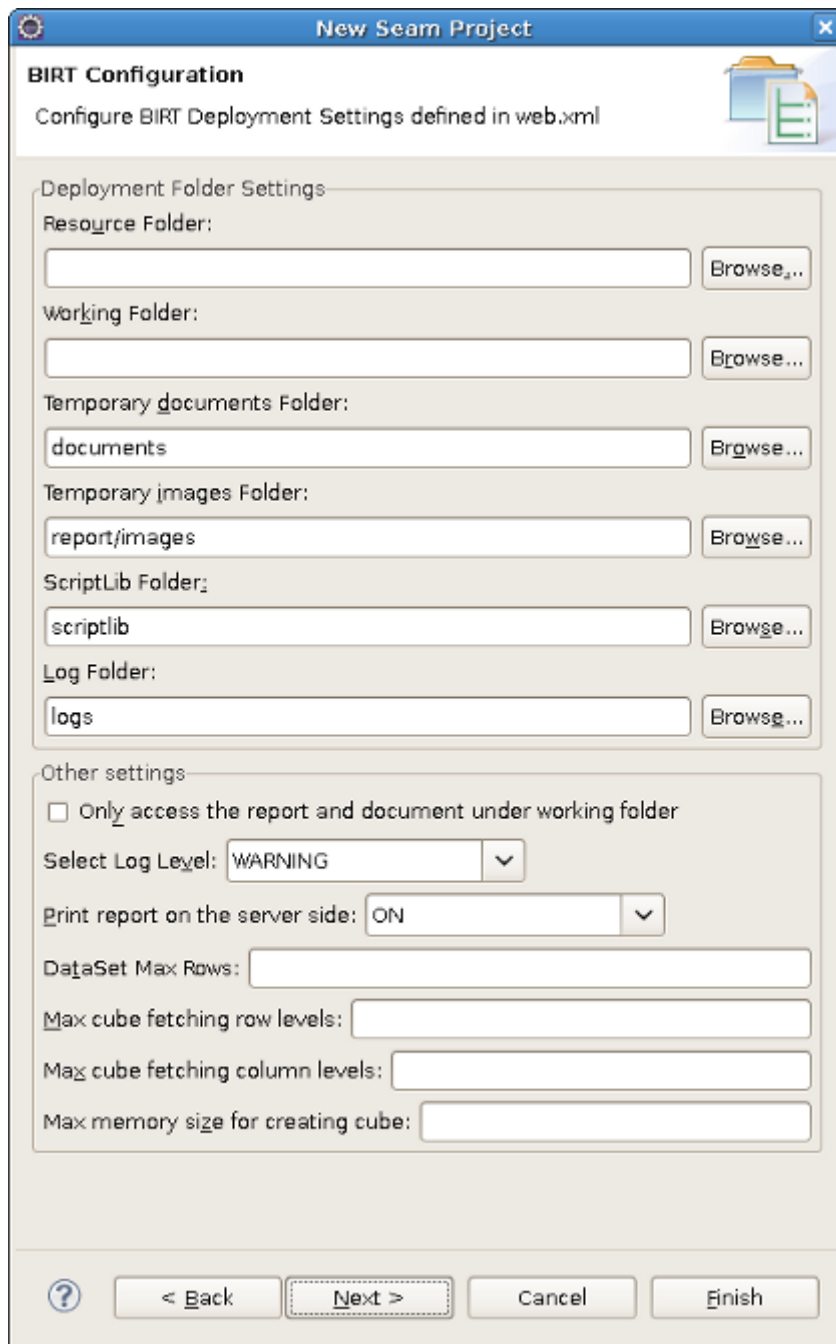 New Seam Project
BIRT Configuration
Configure BIRT Deployment Settings defined in web.xml
Deployment Folder Settings
Resource Folder:
Browse...
Working Folder:
Browse...
Temporary documents Folder:
documents Browse...
Temporary images Folder:
report/images Browse...
ScriptLib Folder:
scriptlib Browse...
Log Folder:
logs Browse...
Other settings
Only access the report and document under working folder
Select Log Level: WARNING
Print report on the server side: ON
DataSet Max Rows:
Max cube fetching row levels:
Max cube fetching column levels:
Max memory size for creating cube:
? < Back Next > Cancel Finish